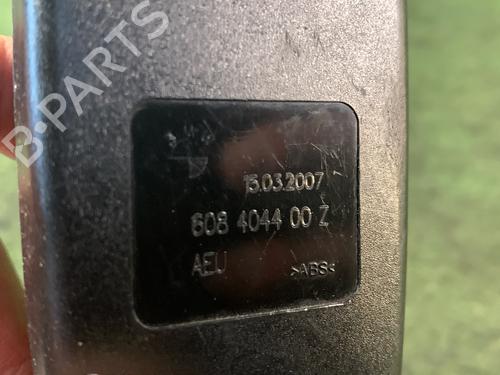 B-PARTS
15.03.2007
608 4044 00 Z
AEU >ABS<